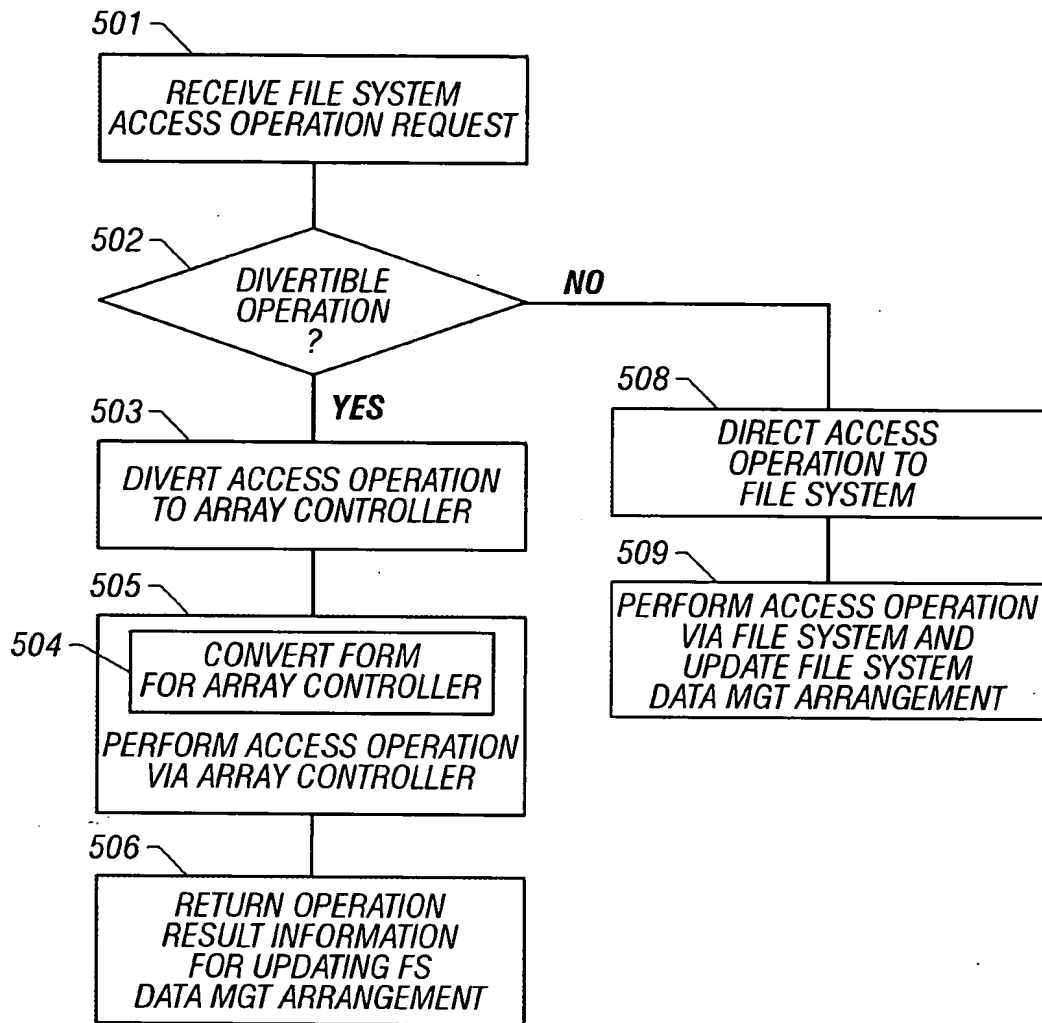 501
RECEIVE FILE SYSTEM
ACCESS OPERATION REQUEST
502
DIVERTIBLE
OPERATION
?
NO
YES
503
DIVERT ACCESS OPERATION
TO ARRAY CONTROLLER
505
504
CONVERT FORM
FOR ARRAY CONTROLLER
PERFORM ACCESS OPERATION
VIA ARRAY CONTROLLER
506
RETURN OPERATION
RESULT INFORMATION
FOR UPDATING FS
DATA MGT ARRANGEMENT
508
DIRECT ACCESS
OPERATION TO
FILE SYSTEM
509
PERFORM ACCESS OPERATION
VIA FILE SYSTEM AND
UPDATE FILE SYSTEM
DATA MGT ARRANGEMENT